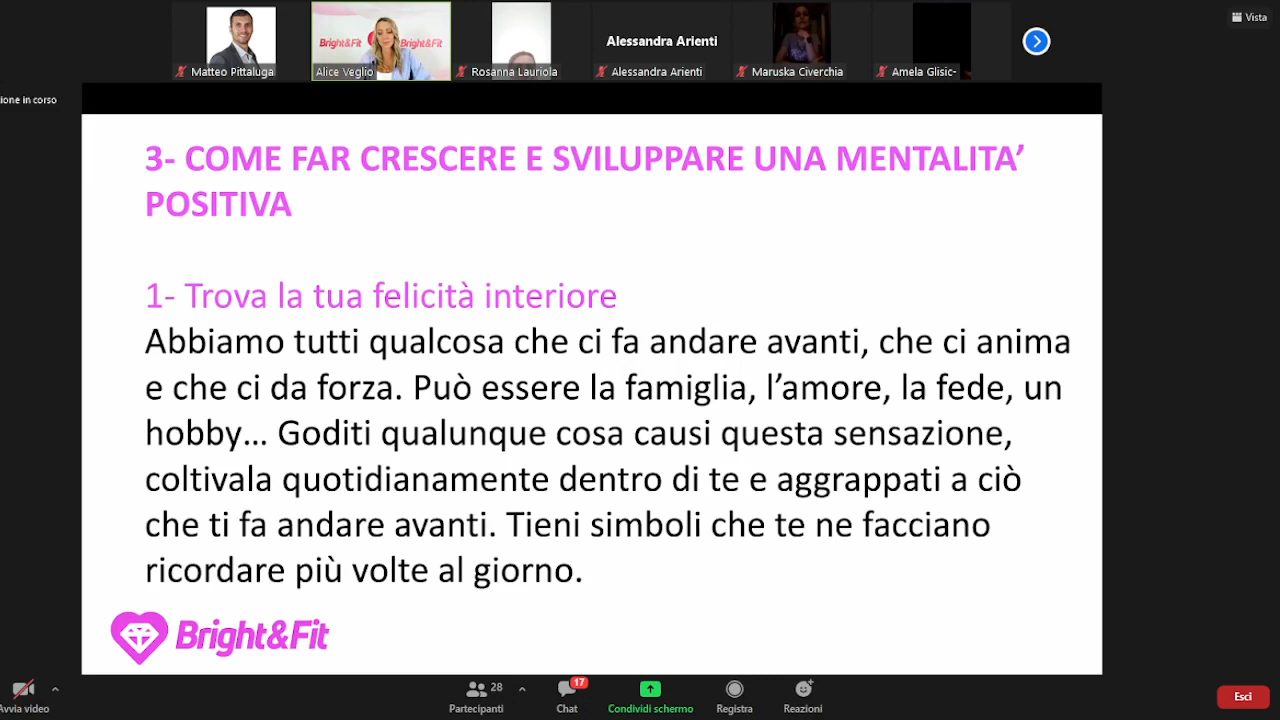 Vista
Bright&Fit
Bright&Fit
Alessandra Arienti
Matteo Pittaluga
Alice Veglio
Rosanna Lauriola
Alessandra Arienti
Maruska Civerchia
Amela Glisic-
ione in corso
3- COME FAR CRESCERE E SVILUPPARE UNA MENTALITA’
POSITIVA
1- Trova la tua felicità interiore
Abbiamo tutti qualcosa che ci fa andare avanti, che ci anima
e che ci da forza. Può essere la famiglia, l’amore, la fede, un
hobby… Goditi qualunque cosa causi questa sensazione,
coltivala quotidianamente dentro di te e aggrappati a ciò
che ti fa andare avanti. Tieni simboli che te ne facciano
ricordare più volte al giorno.
Bright&Fit
28
17
Avvia video
Partecipanti
Chat
Condividi schermo
Registra
Reazioni
Esci